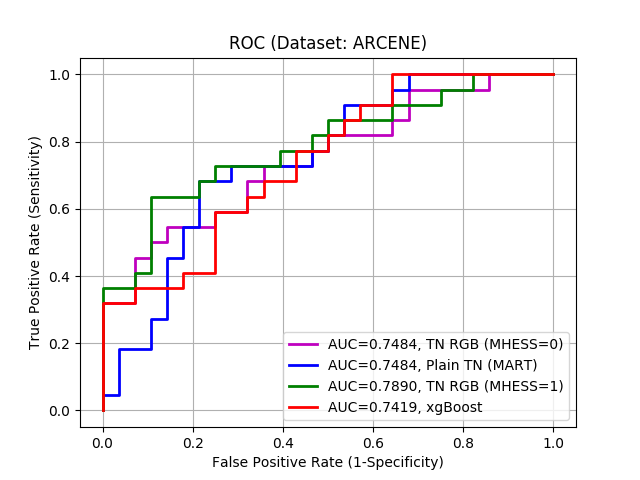 ROC (Dataset: ARCENE)
True Positive Rate (Sensitivity)
1.0
0.8
0.6
0.4
0.2
0.0
AUC=0.7484, TN RGB (MHESS=0)
AUC=0.7484, Plain TN (MART)
AUC=0.7890, TN RGB (MHESS=1)
AUC=0.7419, xgBoost
0.0 0.2 0.4 0.6 0.8 1.0
False Positive Rate (1-Specificity)